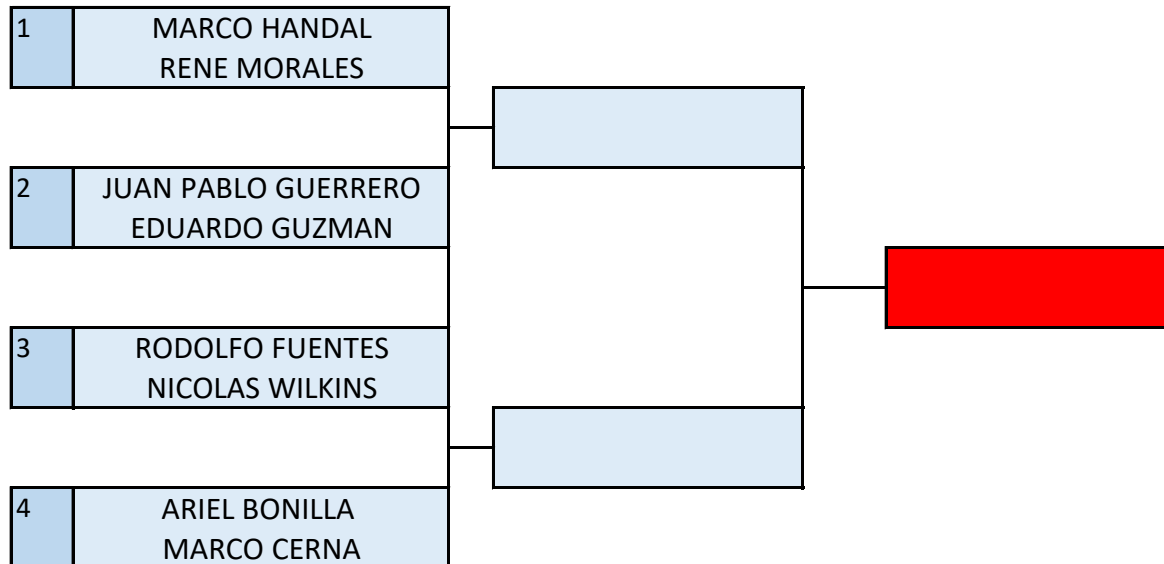 1 MARCO HANDAL
RENE MORALES
2 JUAN PABLO GUERRERO
EDUARDO GUZMAN
3 RODOLFO FUENTES
NICOLAS WILKINS
4 ARIEL BONILLA
MARCO CERNA